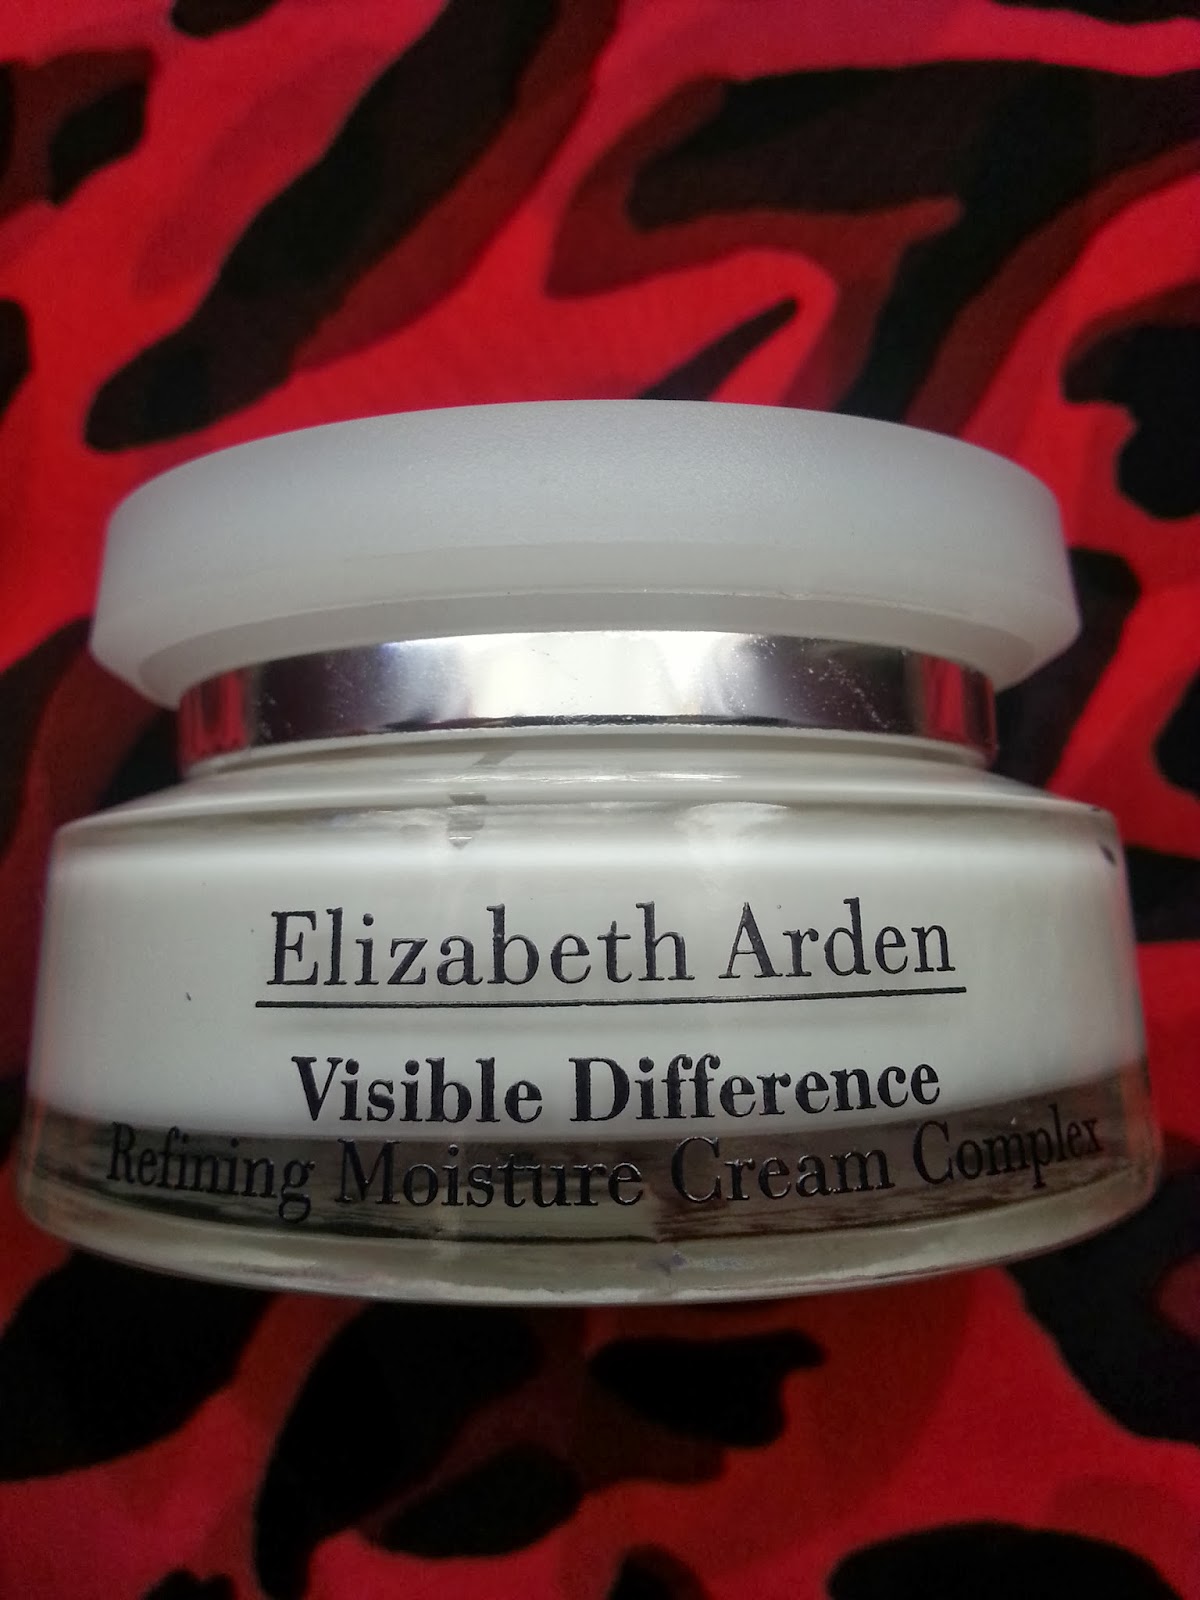 Elizabeth Arden
Visible Difference
Refining Moisture Cream Complex